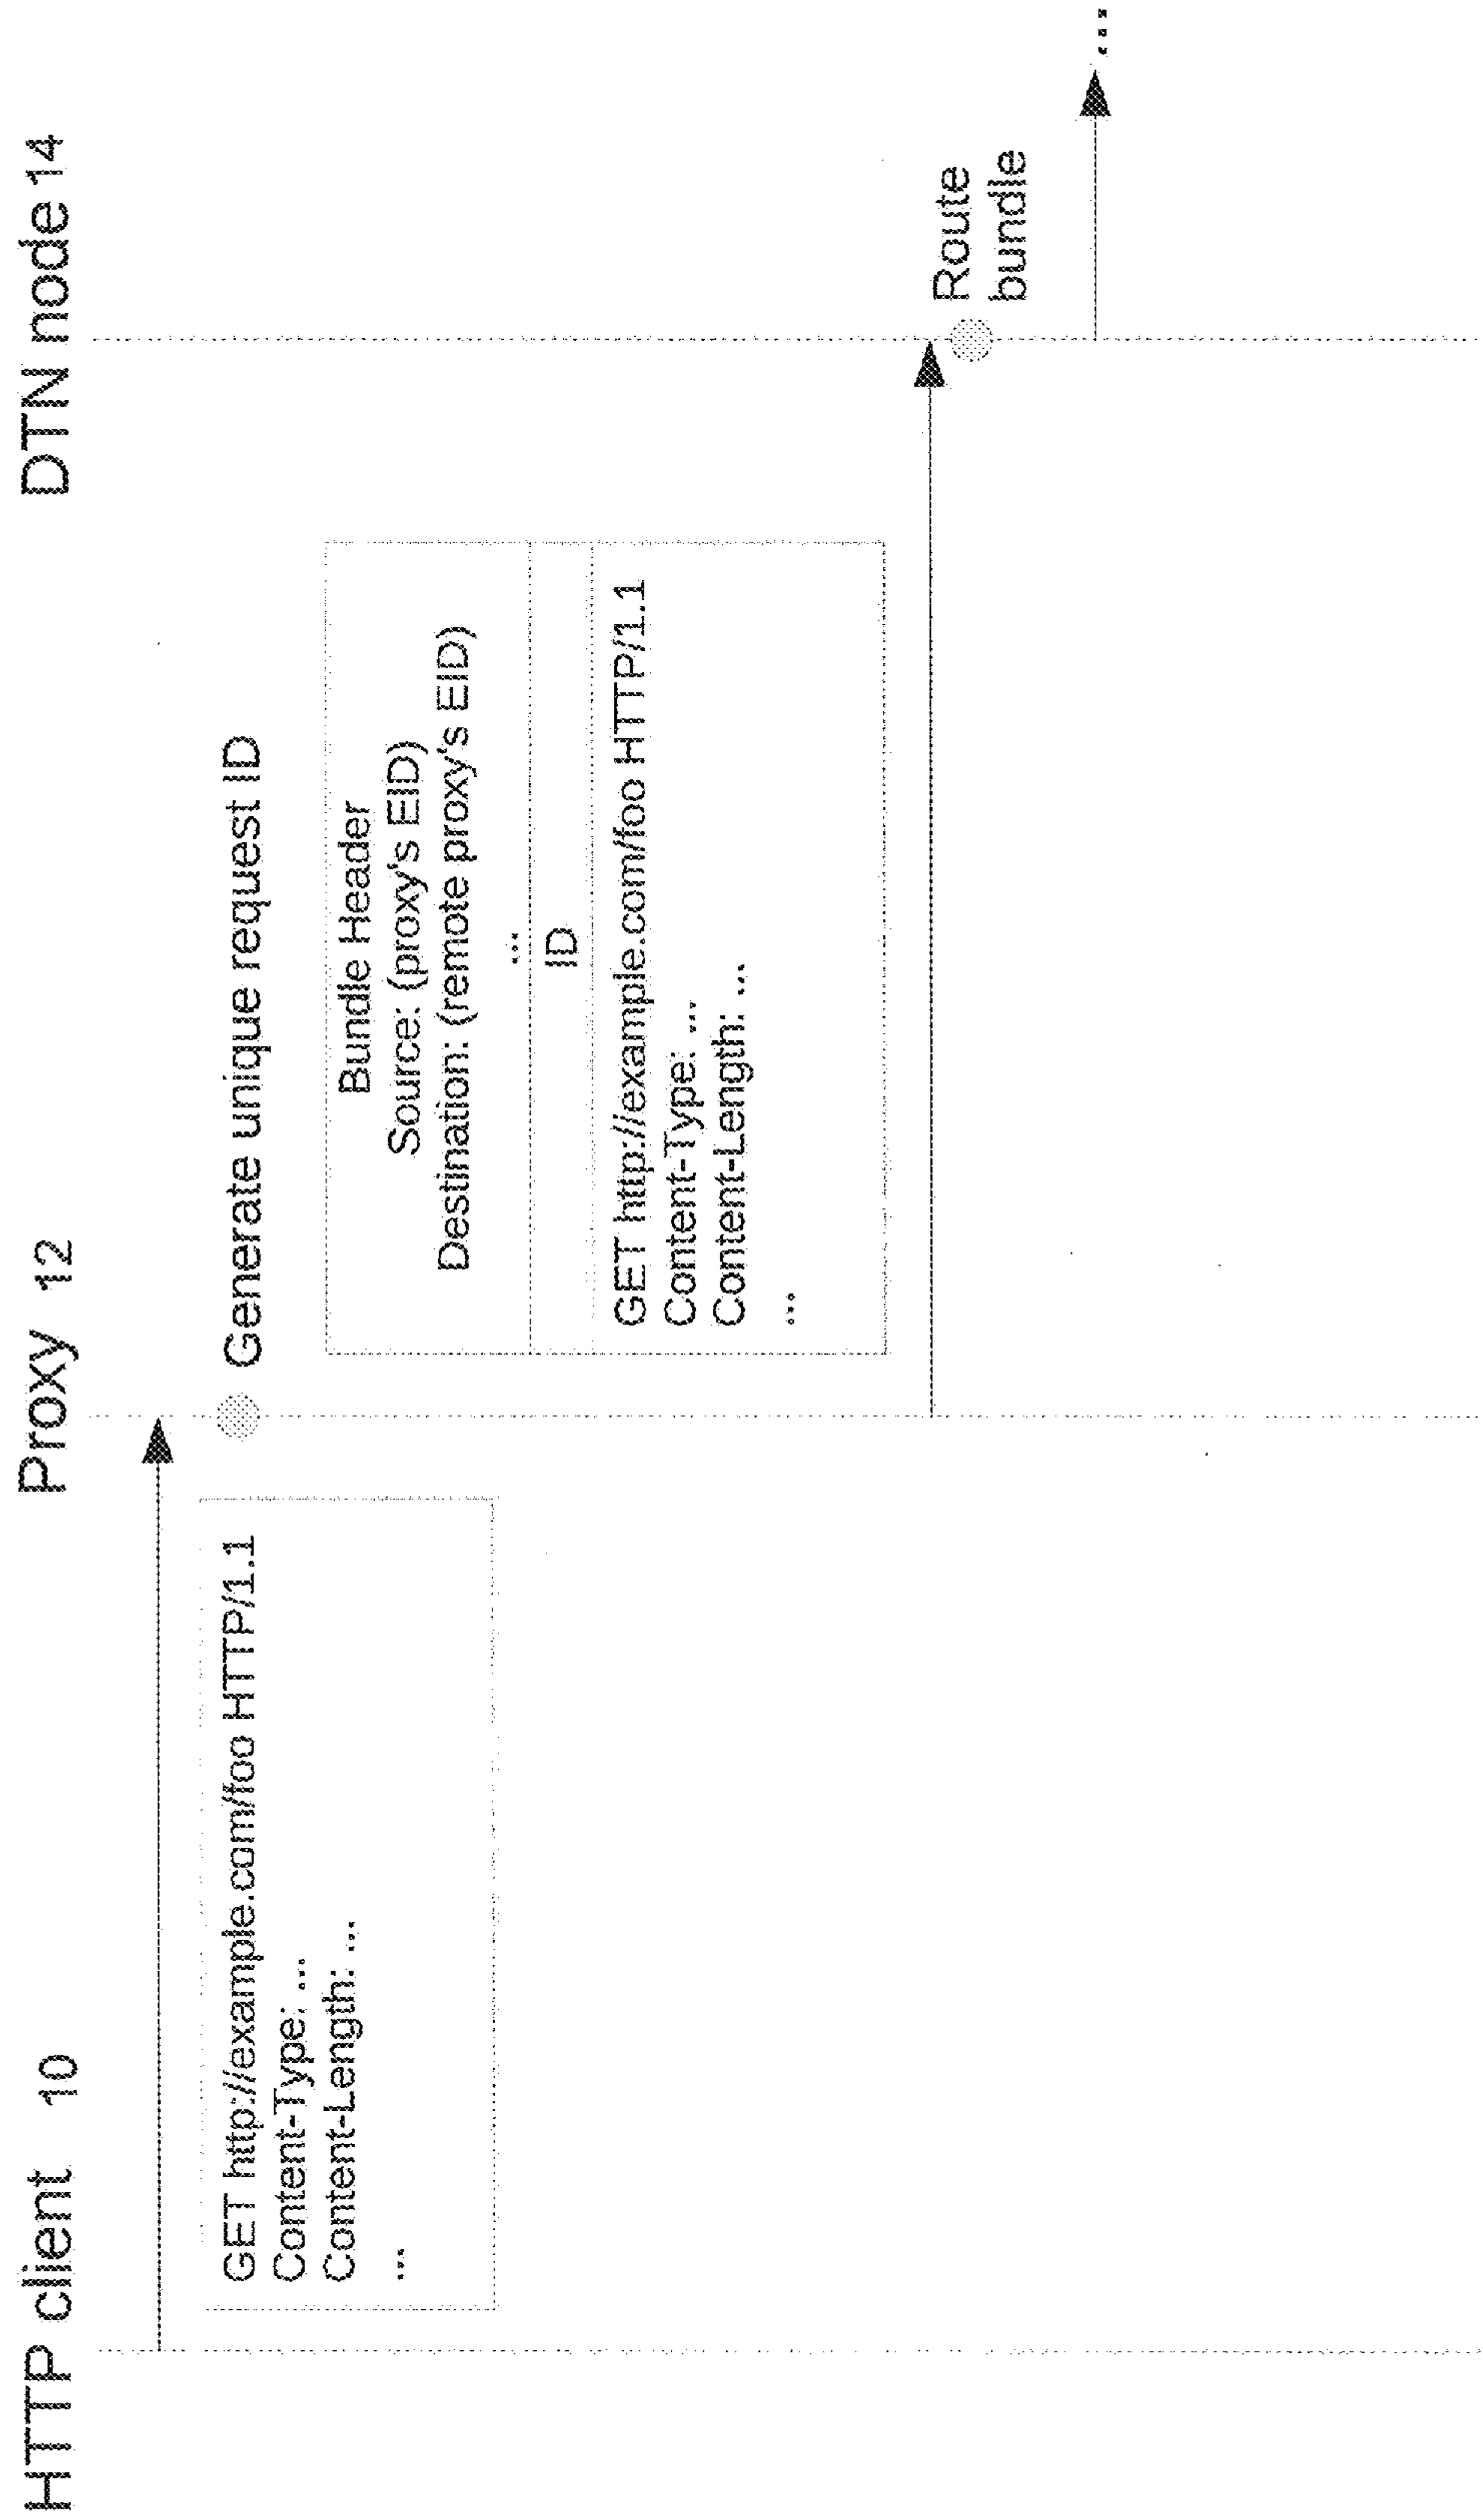 HTTP client 10
Proxy 12
DTN node 14
GET http://example.com/foo HTTP/1.1
Content-Type: ...
Content-Length: ...
...
Generate unique request ID
Bundle Header
Source: (proxy's EID)
Destination: (remote proxy's EID)
...
ID
GET http://example.com/foo HTTP/1.1
Content-Type: ...
Content-Length: ...
...
Route
bundle
...